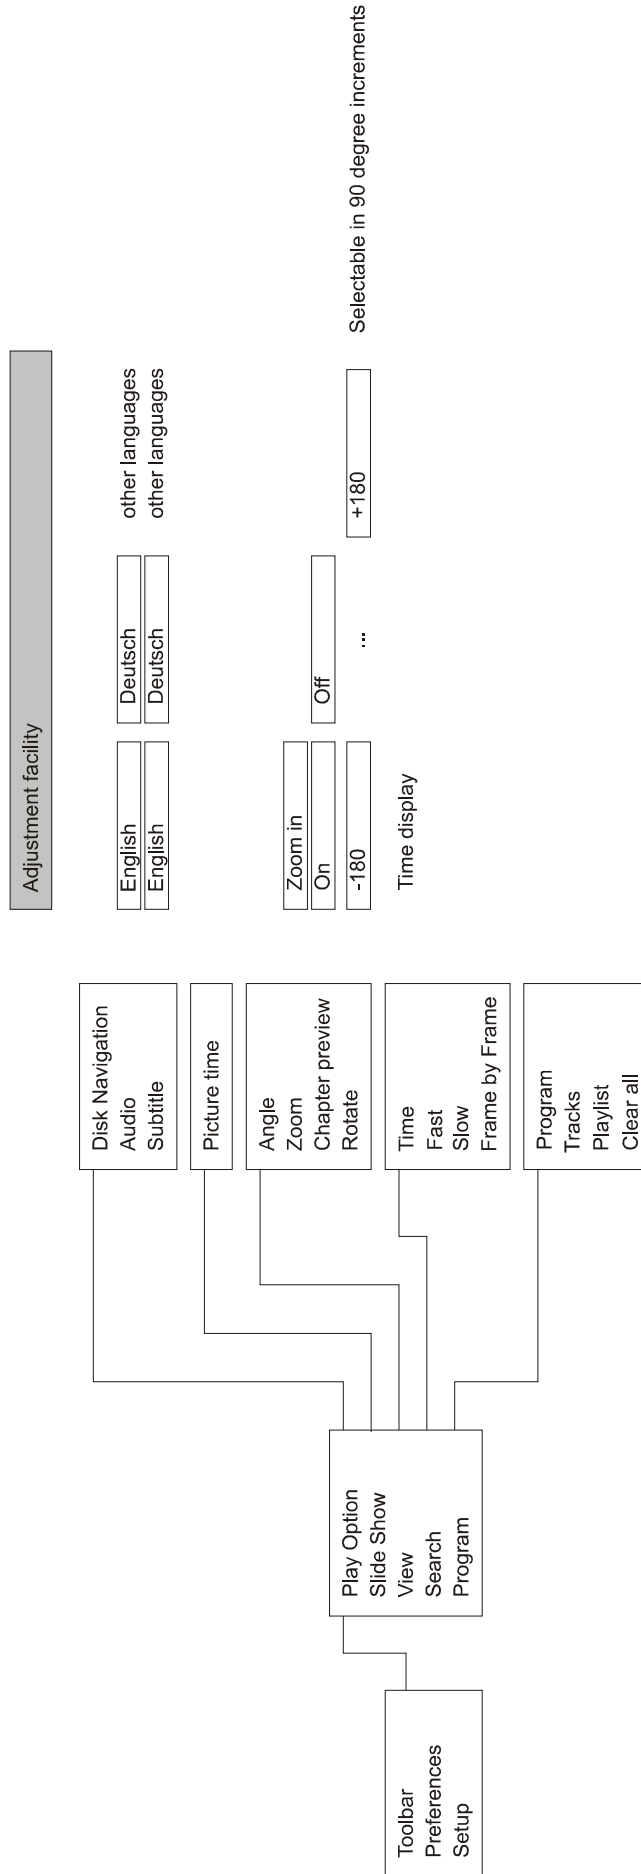 Adjustment facility
Disk Navigation
Audio English Deutsch other languages
Subtitle English Deutsch other languages
Picture time
Angle
Zoom Zoom in
Chapter preview On Off
Rotate -180 ... +180 Selectable in 90 degree increments
Time Time display
Fast
Slow
Frame by Frame
Program
Tracks
Playlist
Clear all
Play Option
Slide Show
View
Search
Program
Toolbar
Preferences
Setup